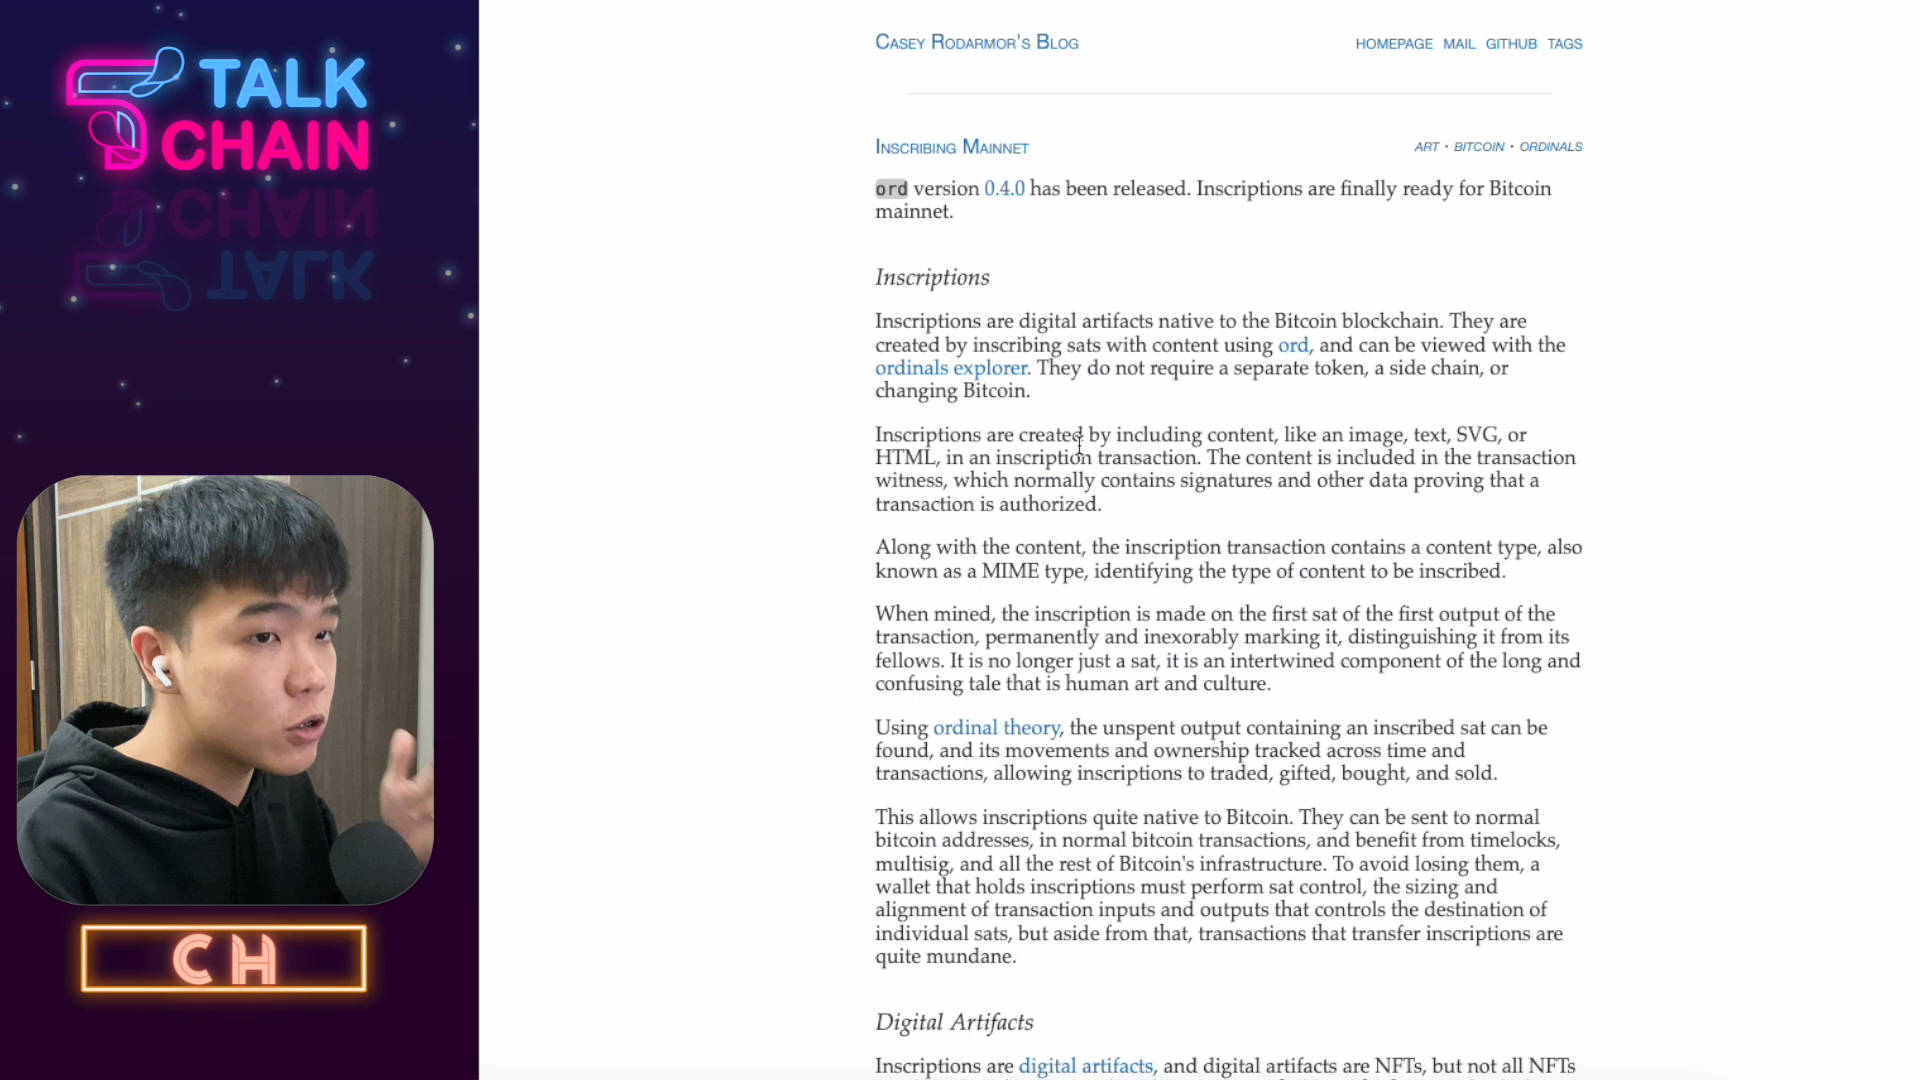 TALK
CHAIN
CHAIN
TALK
CH
CASEY RODARMOR'S BLOG
HOMEPAGE MAIL GITHUB TAGS
INSCRIBING MAINNET
ART • BITCOIN • ORDINALS
ord version 0.4.0 has been released. Inscriptions are finally ready for Bitcoin
mainnet.
Inscriptions
Inscriptions are digital artifacts native to the Bitcoin blockchain. They are
created by inscribing sats with content using ord, and can be viewed with the
ordinals explorer. They do not require a separate token, a side chain, or
changing Bitcoin.
Inscriptions are created by including content, like an image, text, SVG, or
HTML, in an inscription transaction. The content is included in the transaction
witness, which normally contains signatures and other data proving that a
transaction is authorized.
Along with the content, the inscription transaction contains a content type, also
known as a MIME type, identifying the type of content to be inscribed.
When mined, the inscription is made on the first sat of the first output of the
transaction, permanently and inexorably marking it, distinguishing it from its
fellows. It is no longer just a sat, it is an intertwined component of the long and
confusing tale that is human art and culture.
Using ordinal theory, the unspent output containing an inscribed sat can be
found, and its movements and ownership tracked across time and
transactions, allowing inscriptions to traded, gifted, bought, and sold.
This allows inscriptions quite native to Bitcoin. They can be sent to normal
bitcoin addresses, in normal bitcoin transactions, and benefit from timelocks,
multisig, and all the rest of Bitcoin's infrastructure. To avoid losing them, a
wallet that holds inscriptions must perform sat control, the sizing and
alignment of transaction inputs and outputs that controls the destination of
individual sats, but aside from that, transactions that transfer inscriptions are
quite mundane.
Digital Artifacts
Inscriptions are digital artifacts, and digital artifacts are NFTs, but not all NFTs